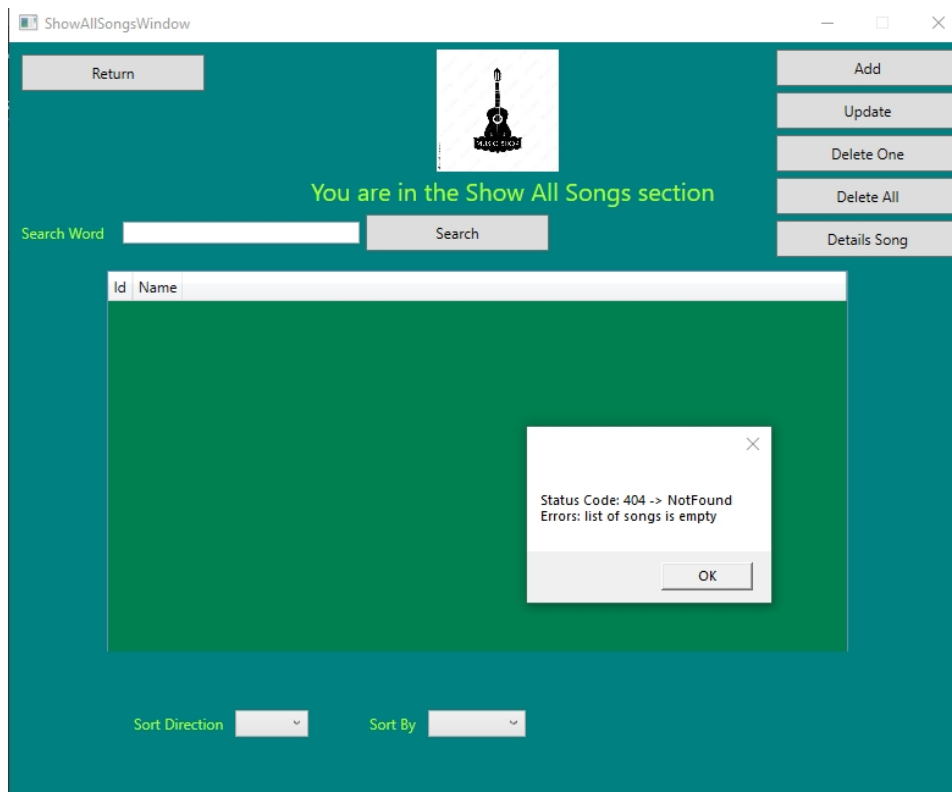 ShowAllSongsWindow
Return
MUSIC SHOP
Add
Update
Delete One
Delete All
Details Song
You are in the Show All Songs section
Search Word
Search
Id Name
Status Code: 404 -> NotFound
Errors: list of songs is empty
OK
Sort Direction
Sort By